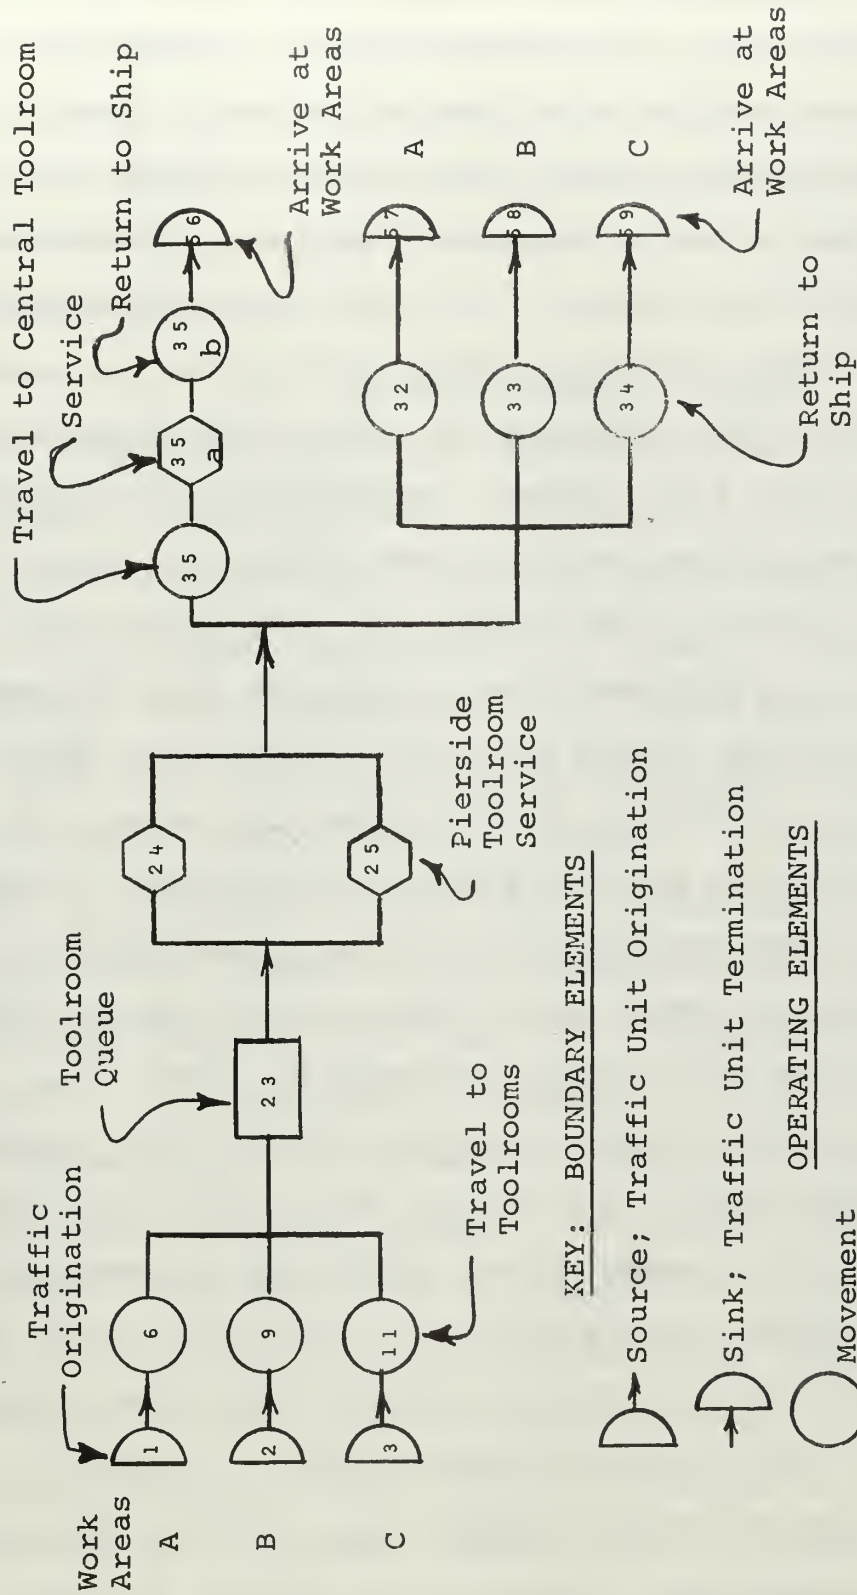 Work
Areas
A
B
C
Traffic
Origination
1
2
3
6
9
11
Travel to
Toolrooms
Toolroom
Queue
23
24
25
Pierside
Toolroom
Service
Travel to Central Toolroom
Service
Return to Ship
35
35
a
35
b
56
Arrive at
Work Areas
32
33
34
57
58
59
A
B
C
Return to
Ship
Arrive at
Work Areas
KEY: BOUNDARY ELEMENTS
Source; Traffic Unit Origination
Sink; Traffic Unit Termination
OPERATING ELEMENTS
Movement